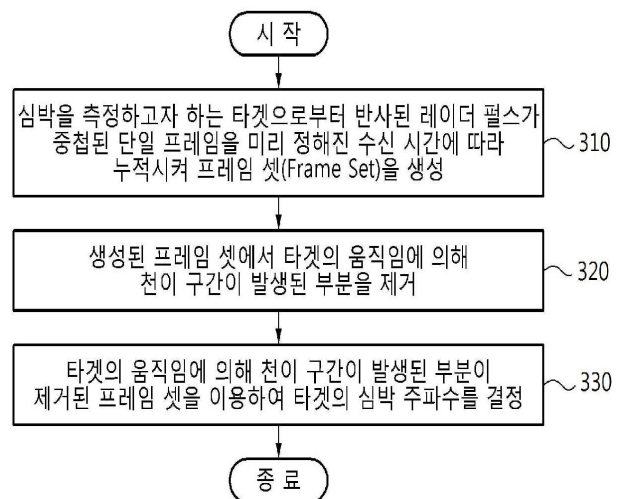 시 작
심박을 측정하고자 하는 타겟으로부터 반사된 레이더 펄스가
중첩된 단일 프레임을 미리 정해진 수신 시간에 따라
누적시켜 프레임 셋(Frame Set)을 생성
310
생성된 프레임 셋에서 타겟의 움직임에 의해
천이 구간이 발생된 부분을 제거
320
타겟의 움직임에 의해 천이 구간이 발생된 부분이
제거된 프레임 셋을 이용하여 타겟의 심박 주파수를 결정
330
종 료